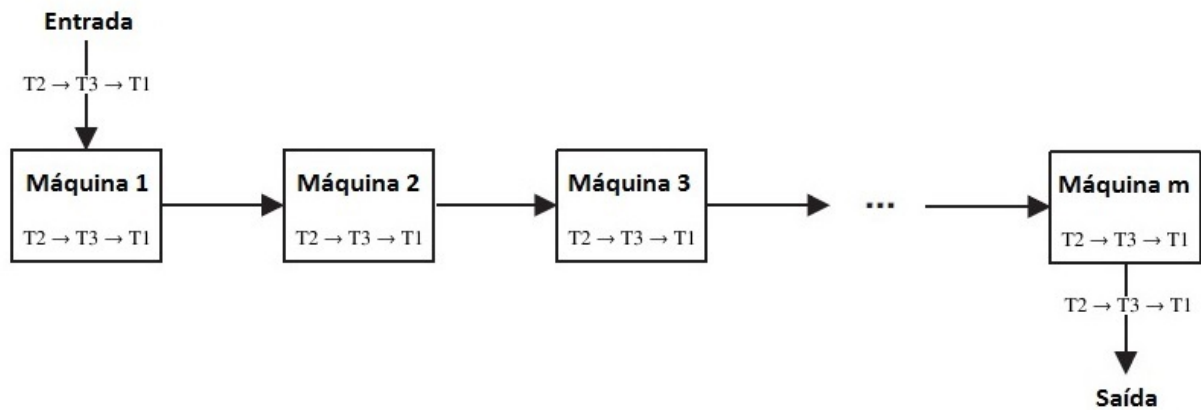 Entrada
T2 → T3 → T1
Máquina 1
T2 → T3 → T1
Máquina 2
T2 → T3 → T1
Máquina 3
T2 → T3 → T1
...
Máquina m
T2 → T3 → T1
T2 → T3 → T1
Saída